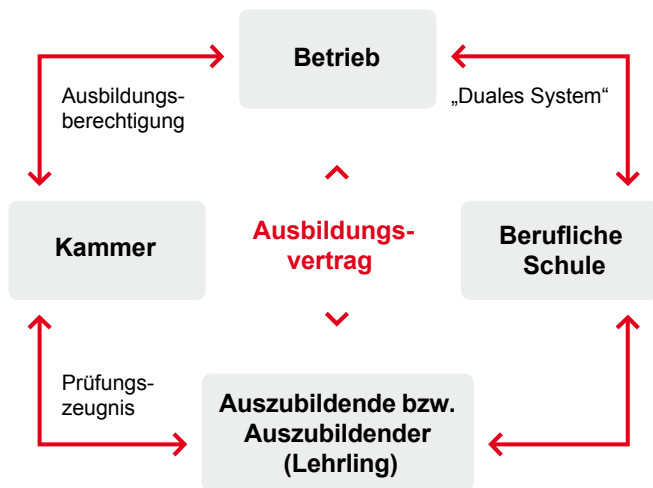 Betrieb
Ausbildungs-
berechtigung
„Duales System“
Kammer
Ausbildungs-
vertrag
Berufliche
Schule
Prüfungs-
zeugnis
Auszubildende bzw.
Auszubildender
(Lehrling)